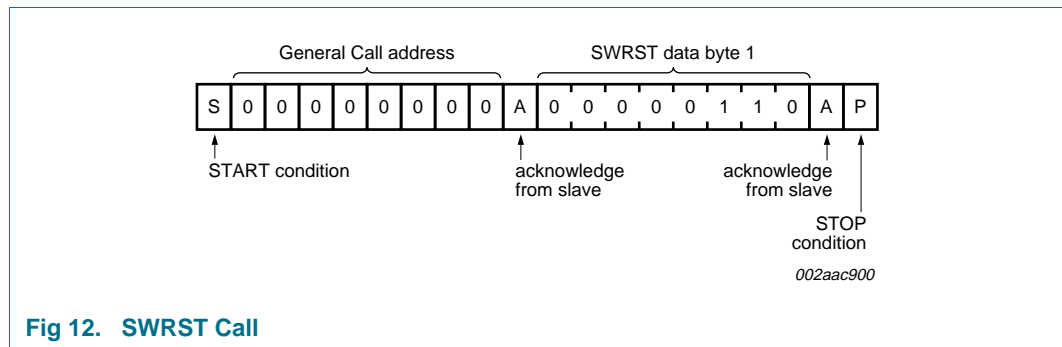 General Call address
SWRST data byte 1
S 0 0 0 0 0 0 0 0 A 0 0 0 0 0 1 1 0 A P
START condition
acknowledge
from slave
acknowledge
from slave
STOP
condition
002aac900
Fig 12. SWRST Call